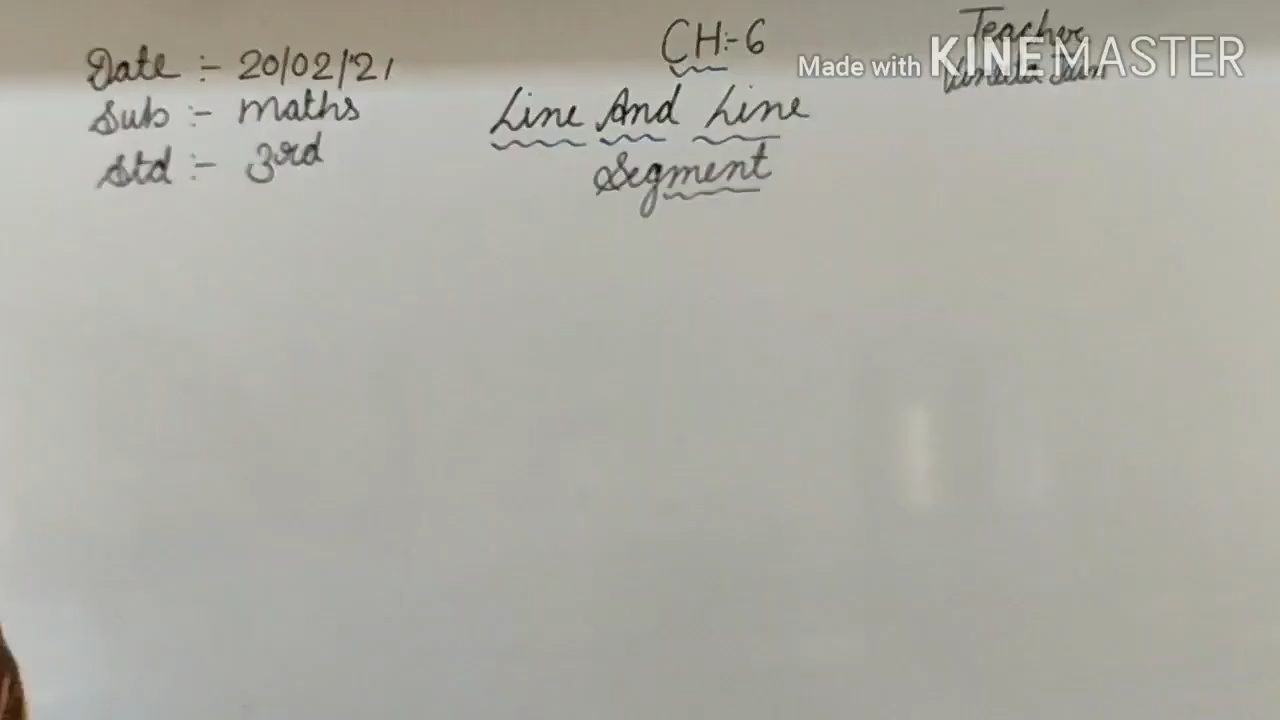 Date :- 20/02/21
Sub :- maths
Std :- 3rd
CH:-6
Line And Line
Segment
Teacher
Made with KINEMASTER